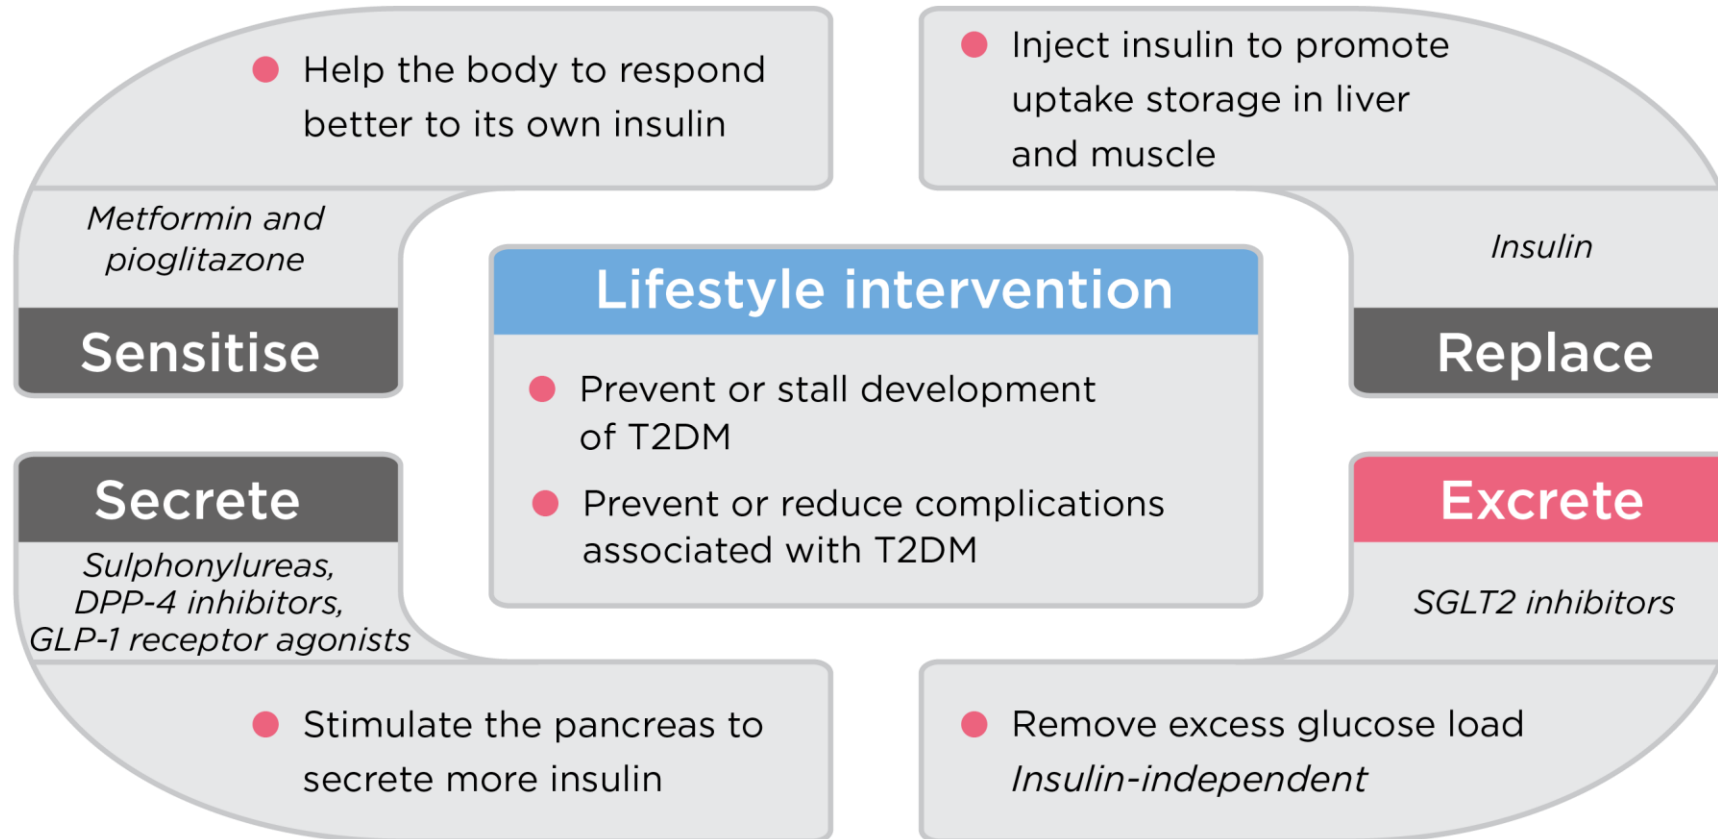 Help the body to respond
better to its own insulin
Metformin and
pioglitazone
Sensitise
Inject insulin to promote
uptake storage in liver
and muscle
Insulin
Replace
Lifestyle intervention
Prevent or stall development
of T2DM
Prevent or reduce complications
associated with T2DM
Secrete
Sulphonylureas,
DPP-4 inhibitors,
GLP-1 receptor agonists
Stimulate the pancreas to
secrete more insulin
Excrete
SGLT2 inhibitors
Remove excess glucose load
Insulin-independent